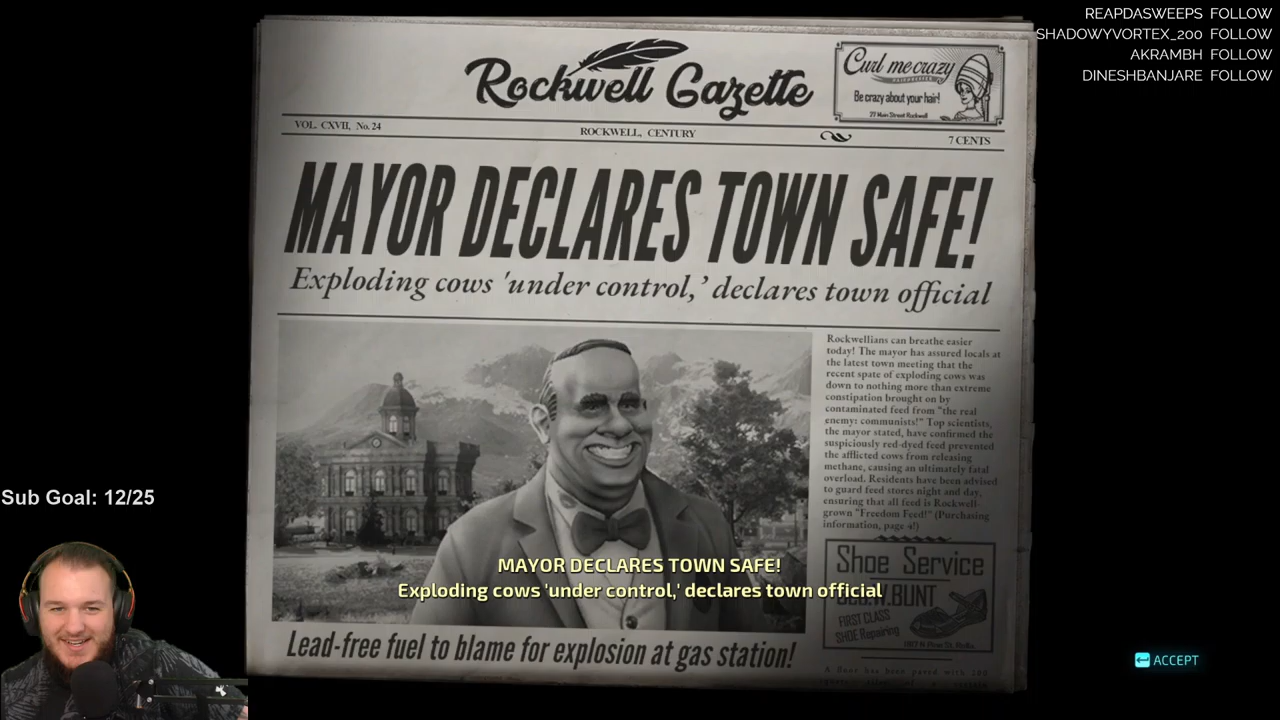 REAPDASWEEPS FOLLOW
SHADOWYVORTEX_200 FOLLOW
AKRAMBH FOLLOW
DINESHBANJARE FOLLOW
Rockwell Gazette
Curl me crazy
Be crazy about your hair!
27 Main Street Rockwell
VOL. CXVII, No. 24
ROCKWELL, CENTURY
7 CENTS
MAYOR DECLARES TOWN SAFE!
Exploding cows 'under control,' declares town official
Rockwellians can breathe easier
today! The mayor has assured locals at
the latest town meeting that the
recent spate of exploding cows was
down to nothing more than extreme
constipation brought on by
contaminated feed from "the real
enemy: communists!" Top scientists,
the mayor stated, have confirmed the
suspiciously red-dyed feed prevented
the afflicted cows from releasing
methane, causing an ultimately fatal
overload. Residents have been advised
to guard feed stores night and day,
ensuring that all feed is Rockwell-
grown "Freedom Feed!" (Purchasing
information, page 4!)
Sub Goal: 12/25
Shoe Service
W. BUNT
FIRST CLASS
SHOE Repairing
MAYOR DECLARES TOWN SAFE!
Exploding cows 'under control,' declares town official
Lead-free fuel to blame for explosion at gas station!
ACCEPT